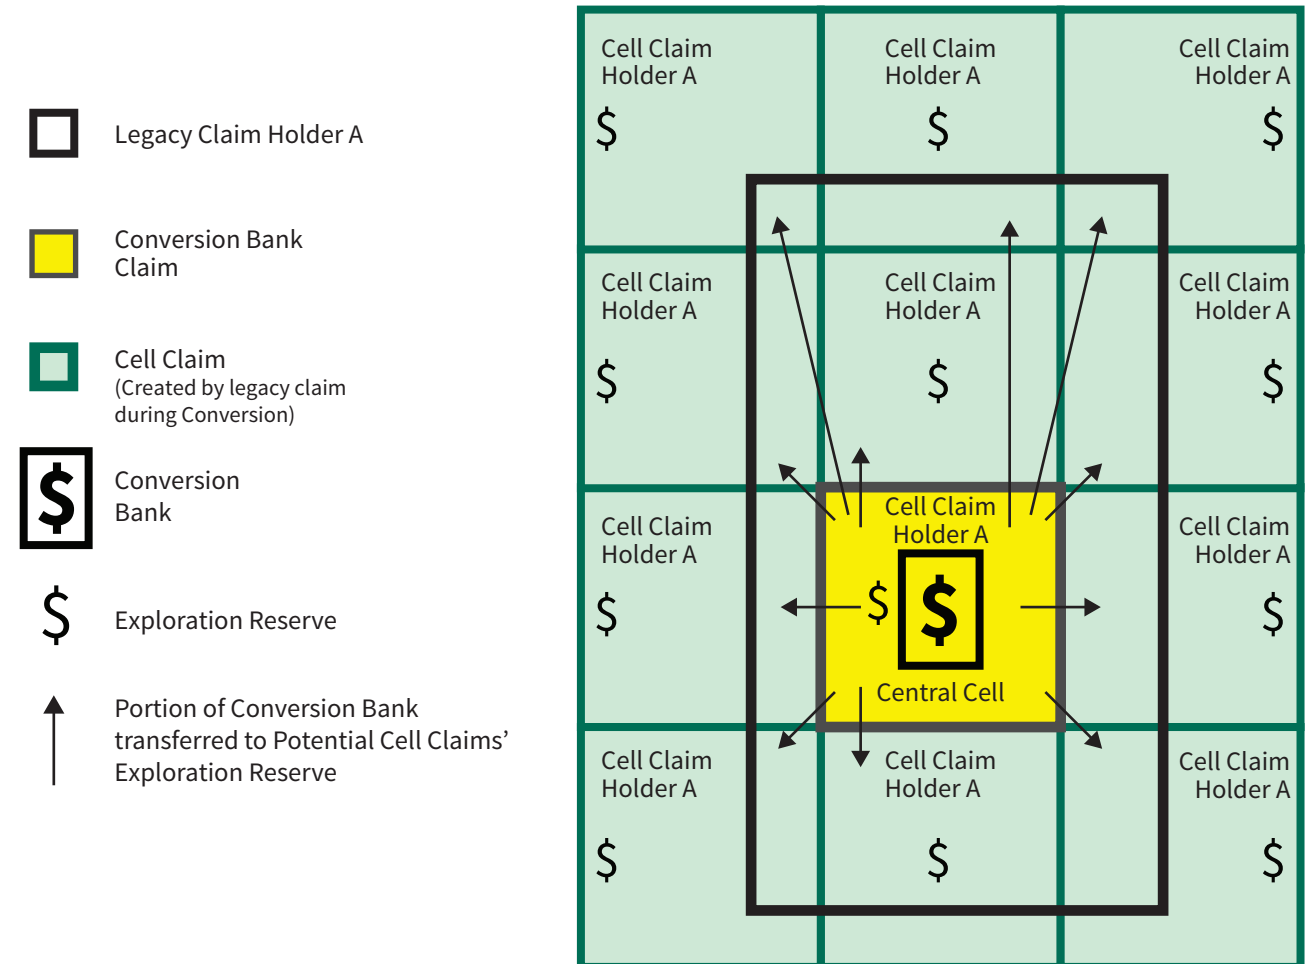 Legacy Claim Holder A
Conversion Bank
Claim
Cell Claim
(Created by legacy claim
during Conversion)
$
Conversion
Bank
$
Exploration Reserve
Portion of Conversion Bank
transferred to Potential Cell Claims’
Exploration Reserve
Cell Claim
Holder A
$
Cell Claim
Holder A
$
Cell Claim
Holder A
$
Cell Claim
Holder A
$
Cell Claim
Holder A
$
Cell Claim
Holder A
$
Cell Claim
Holder A
$
Cell Claim
Holder A
$
$
Central Cell
Cell Claim
Holder A
$
Cell Claim
Holder A
$
Cell Claim
Holder A
$
Cell Claim
Holder A
$